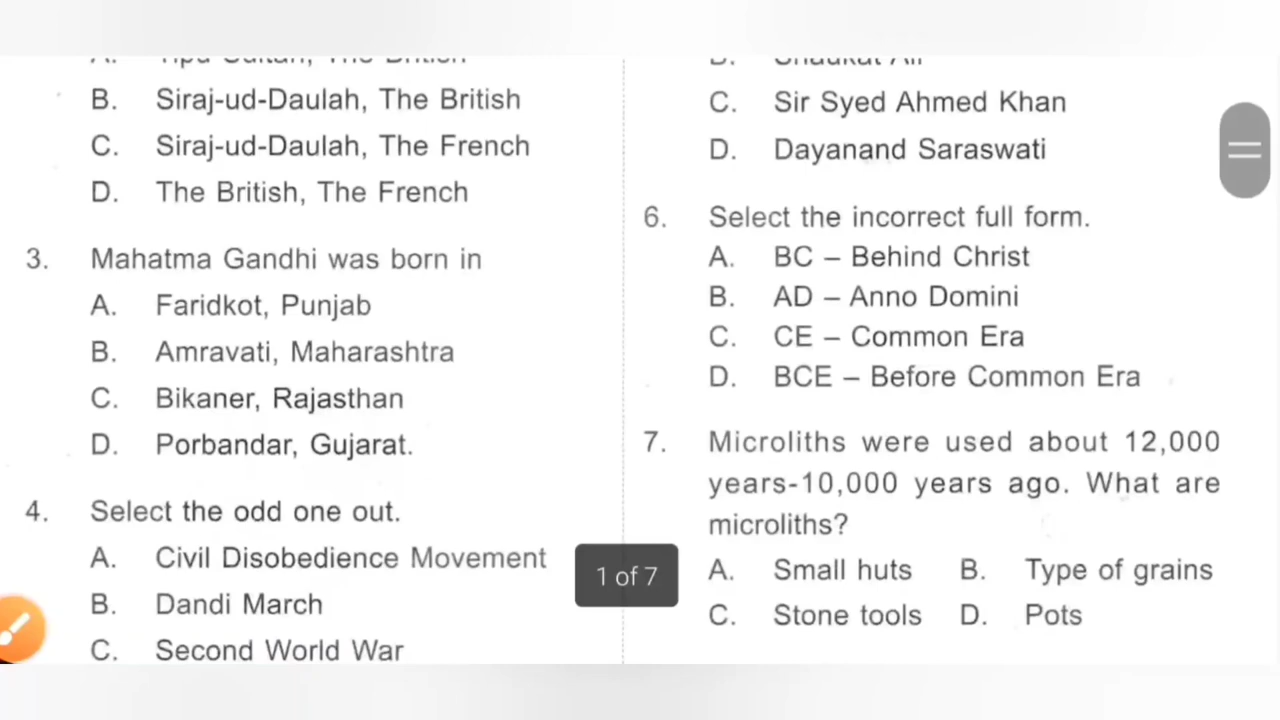 B. Siraj-ud-Daulah, The British
C. Siraj-ud-Daulah, The French
D. The British, The French
3. Mahatma Gandhi was born in
A. Faridkot, Punjab
B. Amravati, Maharashtra
C. Bikaner, Rajasthan
D. Porbandar, Gujarat.
4. Select the odd one out.
A. Civil Disobedience Movement
B. Dandi March
C. Second World War
C. Sir Syed Ahmed Khan
D. Dayanand Saraswati
6. Select the incorrect full form.
A. BC – Behind Christ
B. AD – Anno Domini
C. CE – Common Era
D. BCE – Before Common Era
7. Microliths were used about 12,000
years-10,000 years ago. What are
microliths?
A. Small huts B. Type of grains
C. Stone tools D. Pots
1 of 7